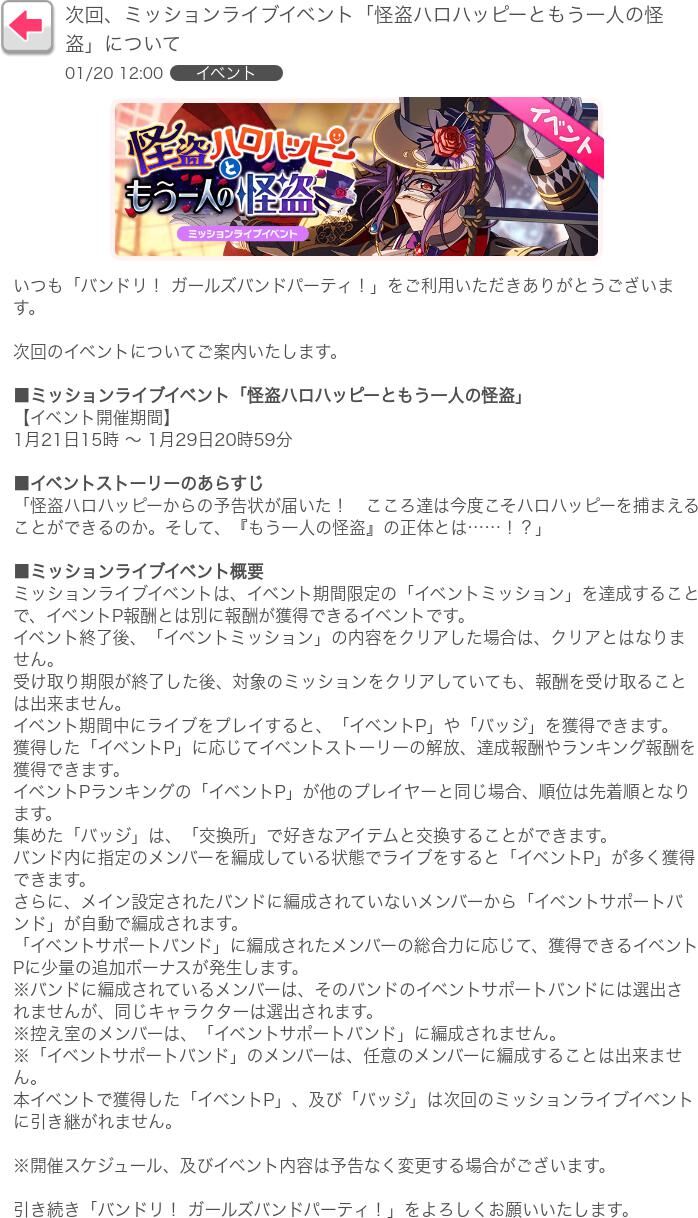 次回、ミッションライブイベント「怪盗ハロハッピーともう一人の怪
盗」について
01/20 12:00 イベント
イベント
怪盗ハロハッピー
と
もう一人の怪盗
ミッションライブイベント
いつも「バンドリ！ ガールズバンドパーティ！」をご利用いただきありがとうございま
す。
次回のイベントについてご案内いたします。
■ミッションライブイベント「怪盗ハロハッピーともう一人の怪盗」
【イベント開催期間】
1月21日15時 ～ 1月29日20時59分
■イベントストーリーのあらすじ
「怪盗ハロハッピーからの予告状が届いた！　こころ達は今度こそハロハッピーを捕まえる
ことができるのか。そして、『もう一人の怪盗』の正体とは……！？」
■ミッションライブイベント概要
ミッションライブイベントは、イベント期間限定の「イベントミッション」を達成すること
で、イベントP報酬とは別に報酬が獲得できるイベントです。
イベント終了後、「イベントミッション」の内容をクリアした場合は、クリアとはなりま
せん。
受け取り期限が終了した後、対象のミッションをクリアしていても、報酬を受け取ること
は出来ません。
イベント期間中にライブをプレイすると、「イベントP」や「バッジ」を獲得できます。
獲得した「イベントP」に応じてイベントストーリーの解放、達成報酬やランキング報酬を
獲得できます。
イベントPランキングの「イベントP」が他のプレイヤーと同じ場合、順位は先着順となり
ます。
集めた「バッジ」は、「交換所」で好きなアイテムと交換することができます。
バンド内に指定のメンバーを編成している状態でライブをすると「イベントP」が多く獲得
できます。
さらに、メイン設定されたバンドに編成されていないメンバーから「イベントサポートバ
ンド」が自動で編成されます。
「イベントサポートバンド」に編成されたメンバーの総合力に応じて、獲得できるイベント
Pに少量の追加ボーナスが発生します。
※バンドに編成されているメンバーは、そのバンドのイベントサポートバンドには選出さ
れませんが、同じキャラクターは選出されます。
※控え室のメンバーは、「イベントサポートバンド」に編成されません。
※「イベントサポートバンド」のメンバーは、任意のメンバーに編成することは出来ませ
ん。
本イベントで獲得した「イベントP」、及び「バッジ」は次回のミッションライブイベント
に引き継がれません。
※開催スケジュール、及びイベント内容は予告なく変更する場合がございます。
引き続き「バンドリ！ ガールズバンドパーティ！」をよろしくお願いいたします。